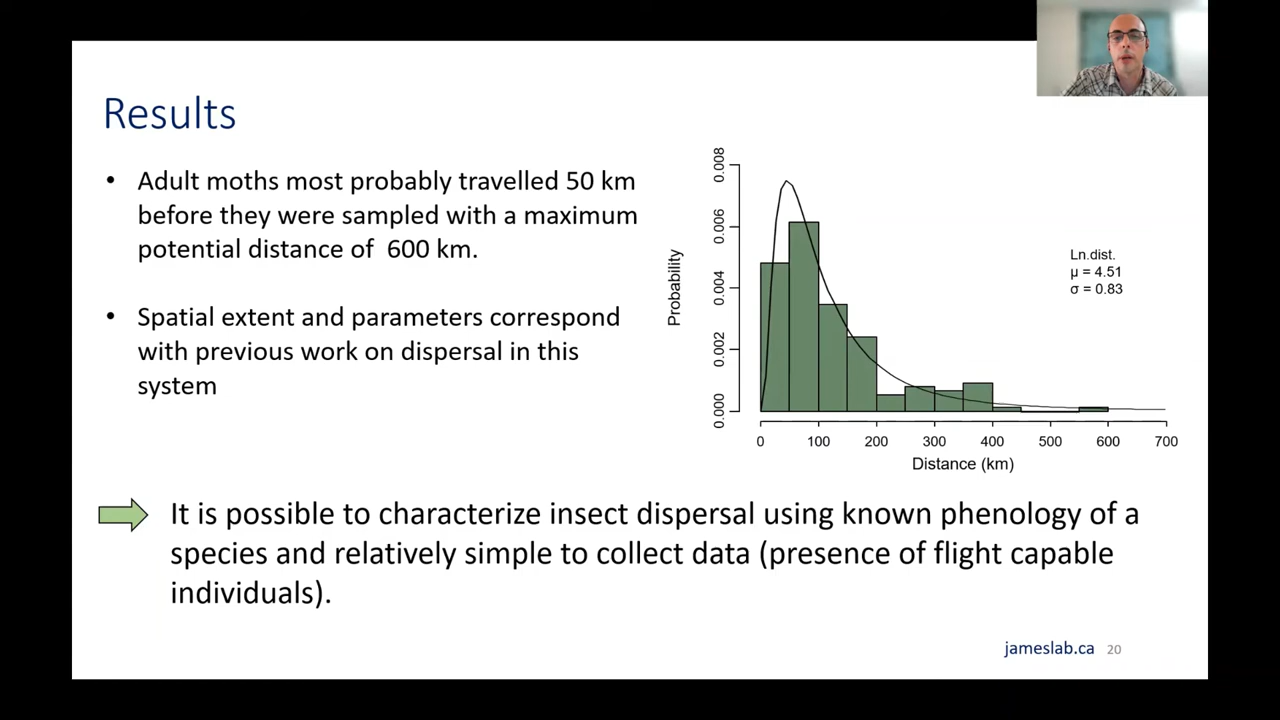 Results
• Adult moths most probably travelled 50 km
before they were sampled with a maximum
potential distance of 600 km.
• Spatial extent and parameters correspond
with previous work on dispersal in this
system
Probability
0.008
0.006
0.004
0.002
0.000
Ln.dist.
μ = 4.51
σ = 0.83
0 100 200 300 400 500 600 700
Distance (km)
It is possible to characterize insect dispersal using known phenology of a
species and relatively simple to collect data (presence of flight capable
individuals).
jameslab.ca 20